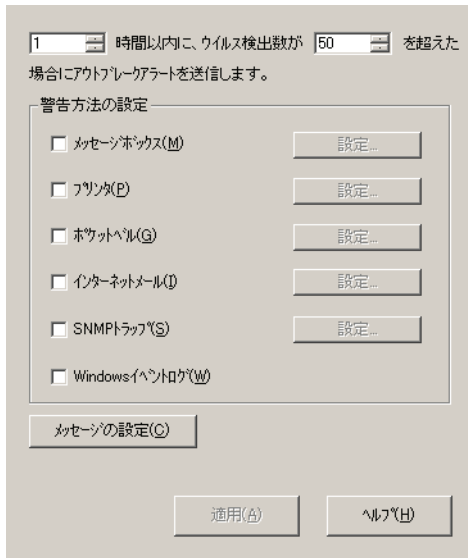 1 時間以内に、ウイルス検出数が 50 を超えた
場合にアウトブレークアラートを送信します。
警告方法の設定
メッセージボックス(M) 設定...
プリンタ(P) 設定...
ポケットベル(G) 設定...
インターネットメール(I) 設定...
SNMPトラップ(S) 設定...
Windowsイベントログ(W)
メッセージの設定(C)
適用(A) ヘルプ(H)